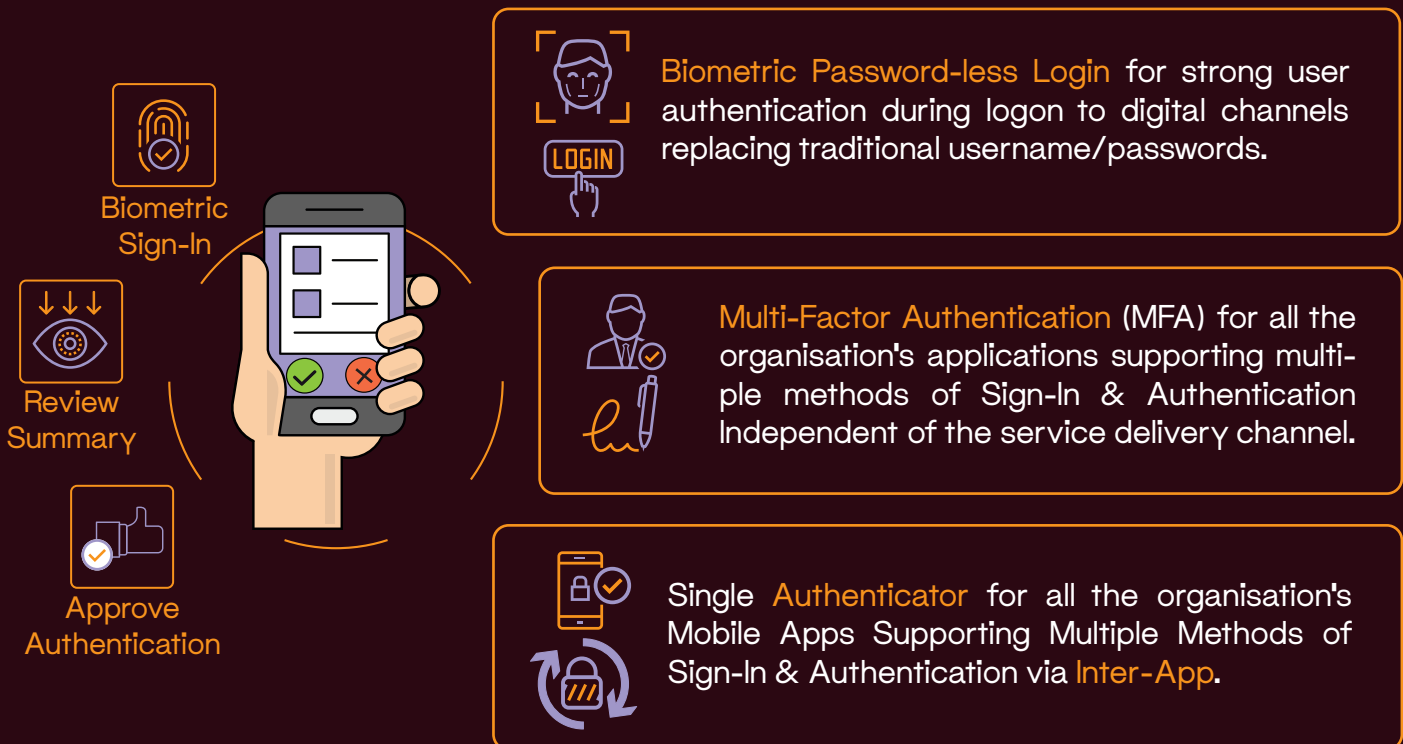 Biometric
Sign-In
Review
Summary
Approve
Authentication
LOGIN
Biometric Password-less Login for strong user
authentication during logon to digital channels
replacing traditional username/passwords.
Multi-Factor Authentication (MFA) for all the
organisation's applications supporting multi-
ple methods of Sign-In & Authentication
Independent of the service delivery channel.
Single Authenticator for all the organisation's
Mobile Apps Supporting Multiple Methods of
Sign-In & Authentication via Inter-App.